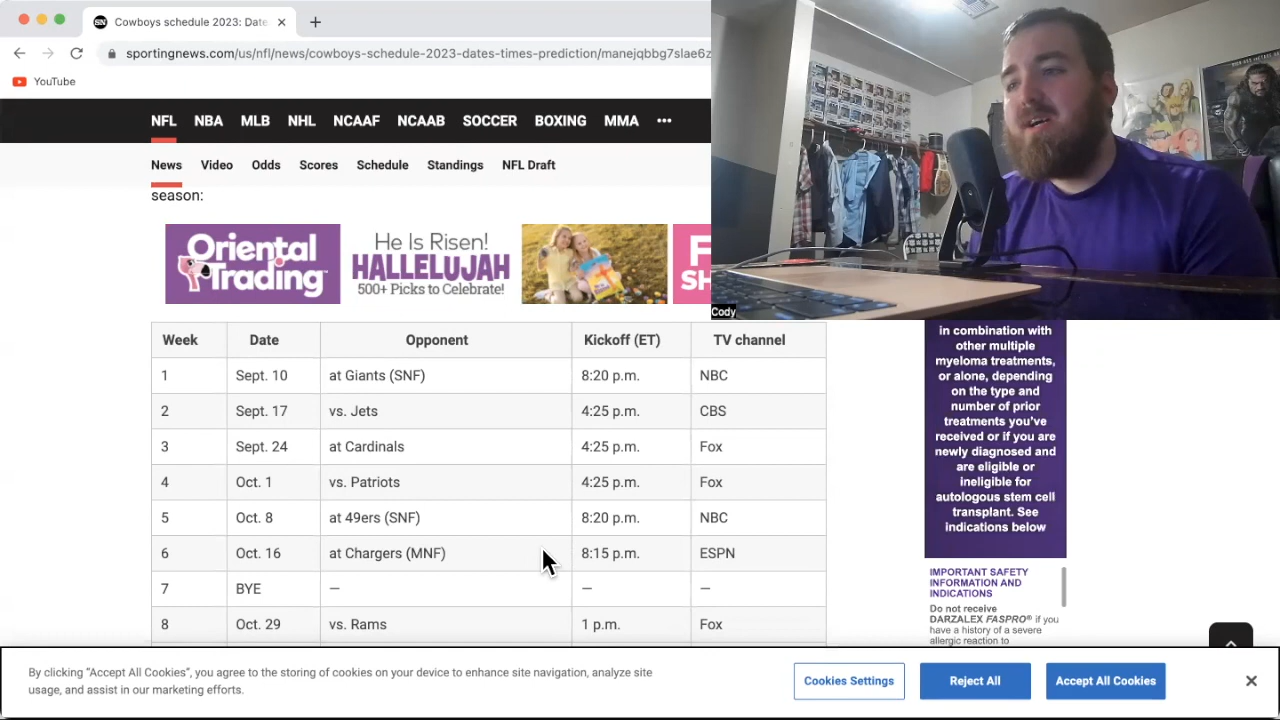 Cowboys schedule 2023: Date
sportingnews.com/us/nfl/news/cowboys-schedule-2023-dates-times-prediction/manejqbbg7slae6z
YouTube
NFL NBA MLB NHL NCAAF NCAAB SOCCER BOXING MMA •••
News Video Odds Scores Schedule Standings NFL Draft
season:
Oriental
Trading
He Is Risen!
HALLELUJAH
500+ Picks to Celebrate!
F
SH
Cody
Week Date Opponent Kickoff (ET) TV channel
1 Sept. 10 at Giants (SNF) 8:20 p.m. NBC
2 Sept. 17 vs. Jets 4:25 p.m. CBS
3 Sept. 24 at Cardinals 4:25 p.m. Fox
4 Oct. 1 vs. Patriots 4:25 p.m. Fox
5 Oct. 8 at 49ers (SNF) 8:20 p.m. NBC
6 Oct. 16 at Chargers (MNF) 8:15 p.m. ESPN
7 BYE – – –
8 Oct. 29 vs. Rams 1 p.m. Fox
in combination with
other multiple
myeloma treatments,
or alone, depending
on the type and
number of prior
treatments you've
received or if you are
newly diagnosed and
are eligible or
ineligible for
autologous stem cell
transplant. See
indications below
IMPORTANT SAFETY
INFORMATION AND
INDICATIONS
Do not receive
DARZALEX FASPRO® if you
have a history of a severe
allergic reaction to
By clicking “Accept All Cookies”, you agree to the storing of cookies on your device to enhance site navigation, analyze site
usage, and assist in our marketing efforts.
Cookies Settings
Reject All
Accept All Cookies